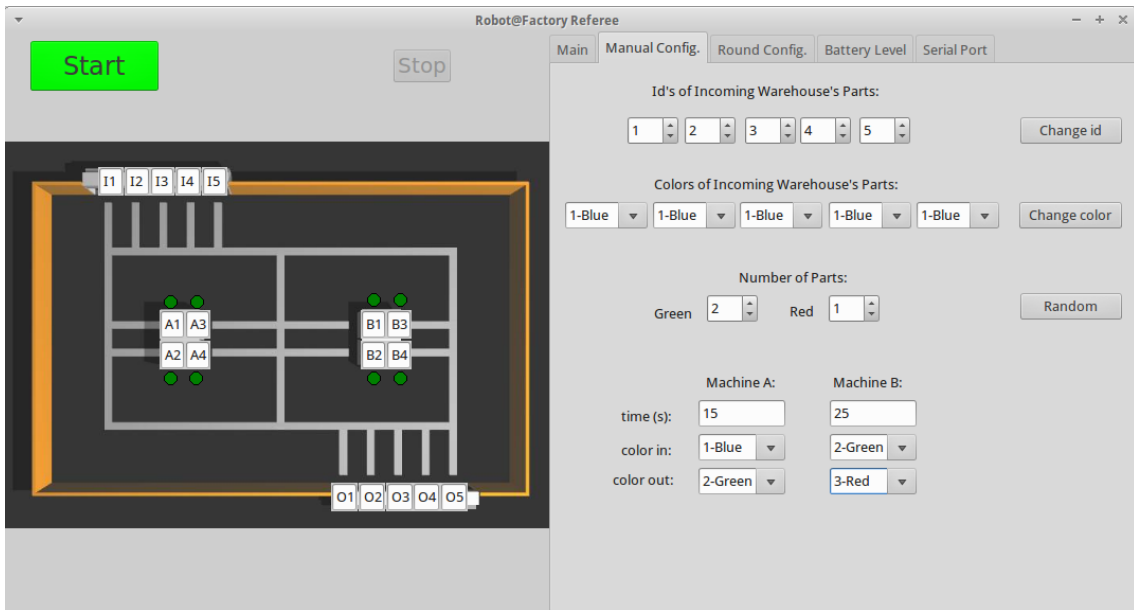 Robot@Factory Referee
Start
Stop
Main Manual Config. Round Config. Battery Level Serial Port
Id's of Incoming Warehouse's Parts:
1 2 3 4 5 Change id
Colors of Incoming Warehouse's Parts:
1-Blue 1-Blue 1-Blue 1-Blue 1-Blue Change color
Number of Parts:
Green 2 Red 1 Random
Machine A: Machine B:
time (s): 15 25
color in: 1-Blue 2-Green
color out: 2-Green 3-Red
I1 I2 I3 I4 I5
A1 A3 B1 B3
A2 A4 B2 B4
O1 O2 O3 O4 O5